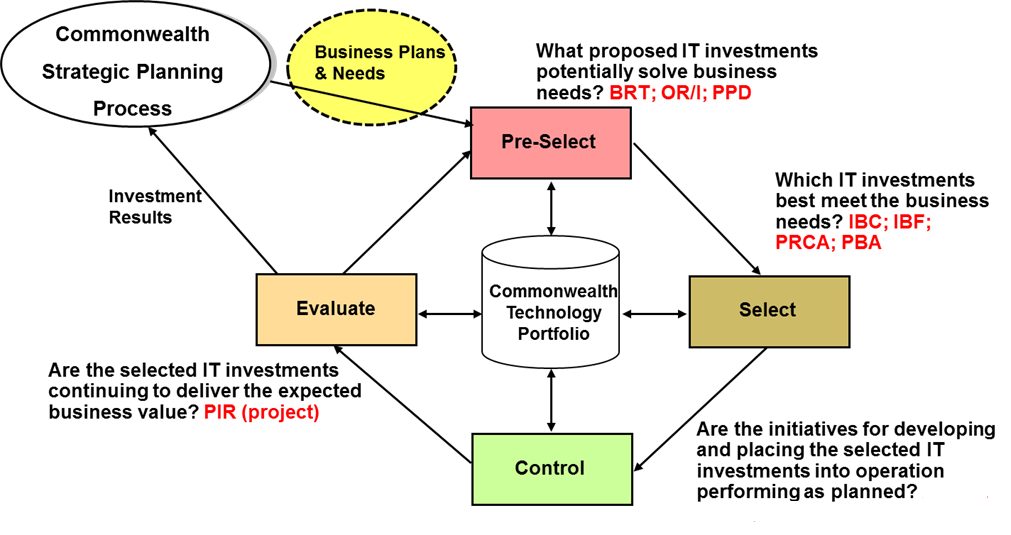 Commonwealth
Strategic Planning
Process
Business Plans
& Needs
What proposed IT investments
potentially solve business
needs? BRT; OR/I; PPD
Pre-Select
Investment
Results
Which IT investments
best meet the business
needs? IBC; IBF;
PRCA; PBA
Evaluate
Commonwealth
Technology
Portfolio
Select
Are the selected IT investments
continuing to deliver the expected
business value? PIR (project)
Control
Are the initiatives for developing
and placing the selected IT
investments into operation
performing as planned?